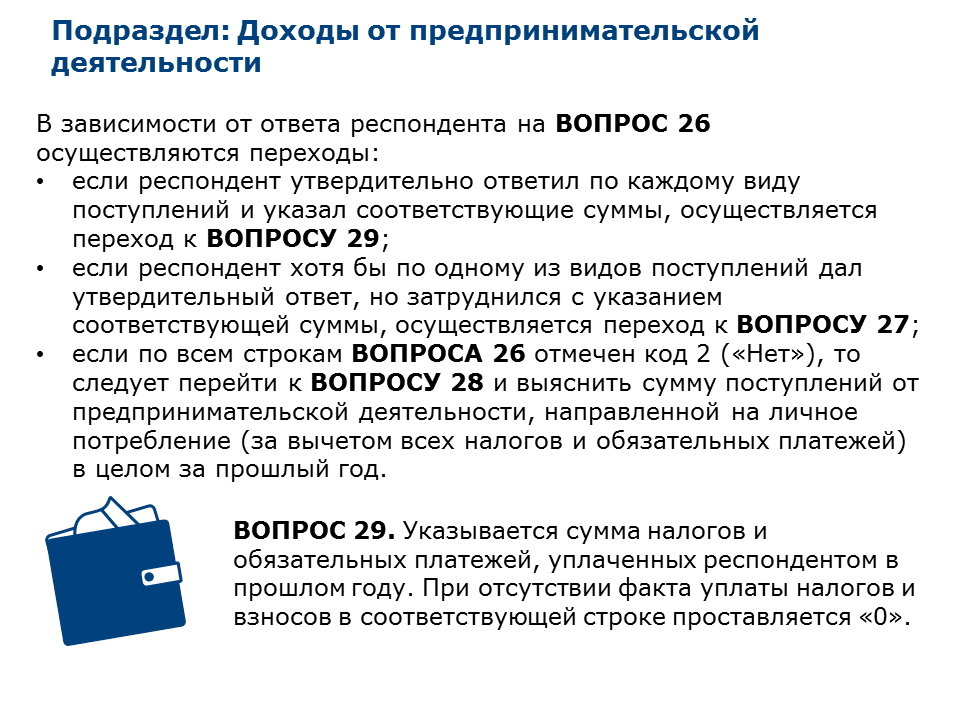 Подраздел: Доходы от предпринимательской
деятельности
В зависимости от ответа респондента на ВОПРОС 26
осуществляются переходы:
• если респондент утвердительно ответил по каждому виду
поступлений и указал соответствующие суммы, осуществляется
переход к ВОПРОСУ 29;
• если респондент хотя бы по одному из видов поступлений дал
утвердительный ответ, но затруднился с указанием
соответствующей суммы, осуществляется переход к ВОПРОСУ 27;
• если по всем строкам ВОПРОСА 26 отмечен код 2 («Нет»), то
следует перейти к ВОПРОСУ 28 и выяснить сумму поступлений от
предпринимательской деятельности, направленной на личное
потребление (за вычетом всех налогов и обязательных платежей)
в целом за прошлый год.
ВОПРОС 29. Указывается сумма налогов и
обязательных платежей, уплаченных респондентом в
прошлом году. При отсутствии факта уплаты налогов и
взносов в соответствующей строке проставляется «0».